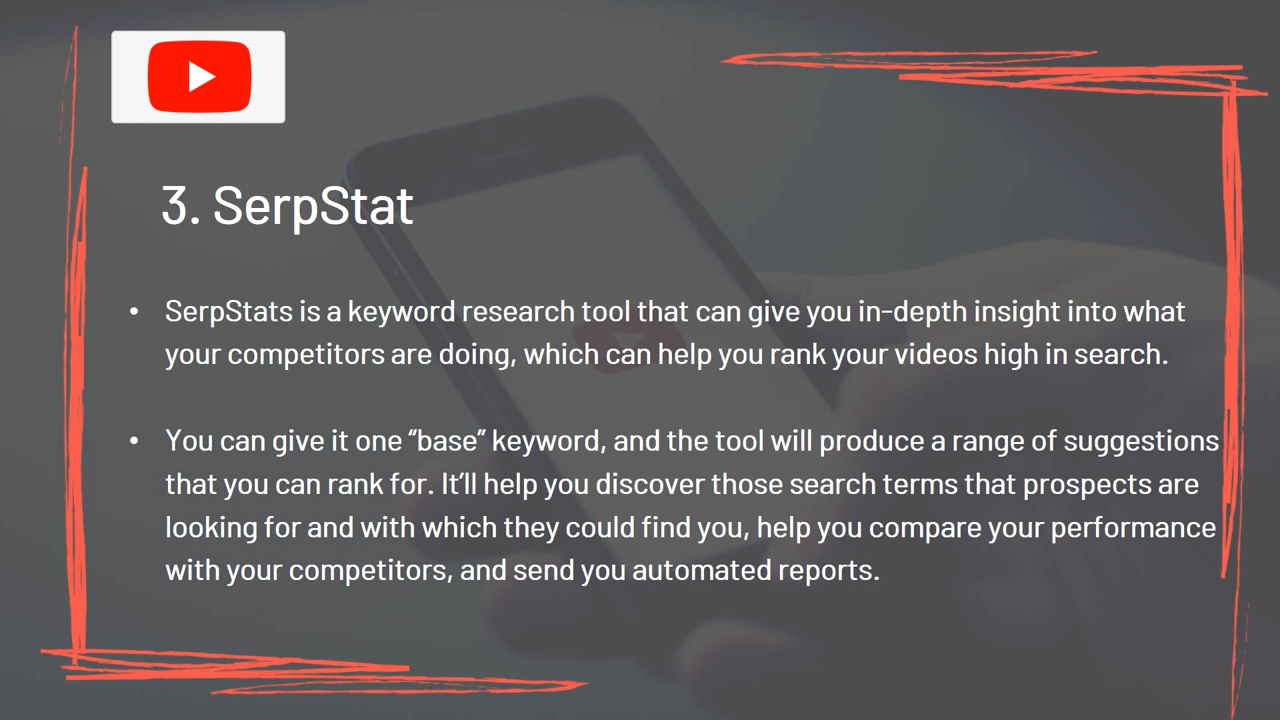 3. SerpStat
• SerpStats is a keyword research tool that can give you in-depth insight into what
your competitors are doing, which can help you rank your videos high in search.
• You can give it one “base” keyword, and the tool will produce a range of suggestions
that you can rank for. It’ll help you discover those search terms that prospects are
looking for and with which they could find you, help you compare your performance
with your competitors, and send you automated reports.